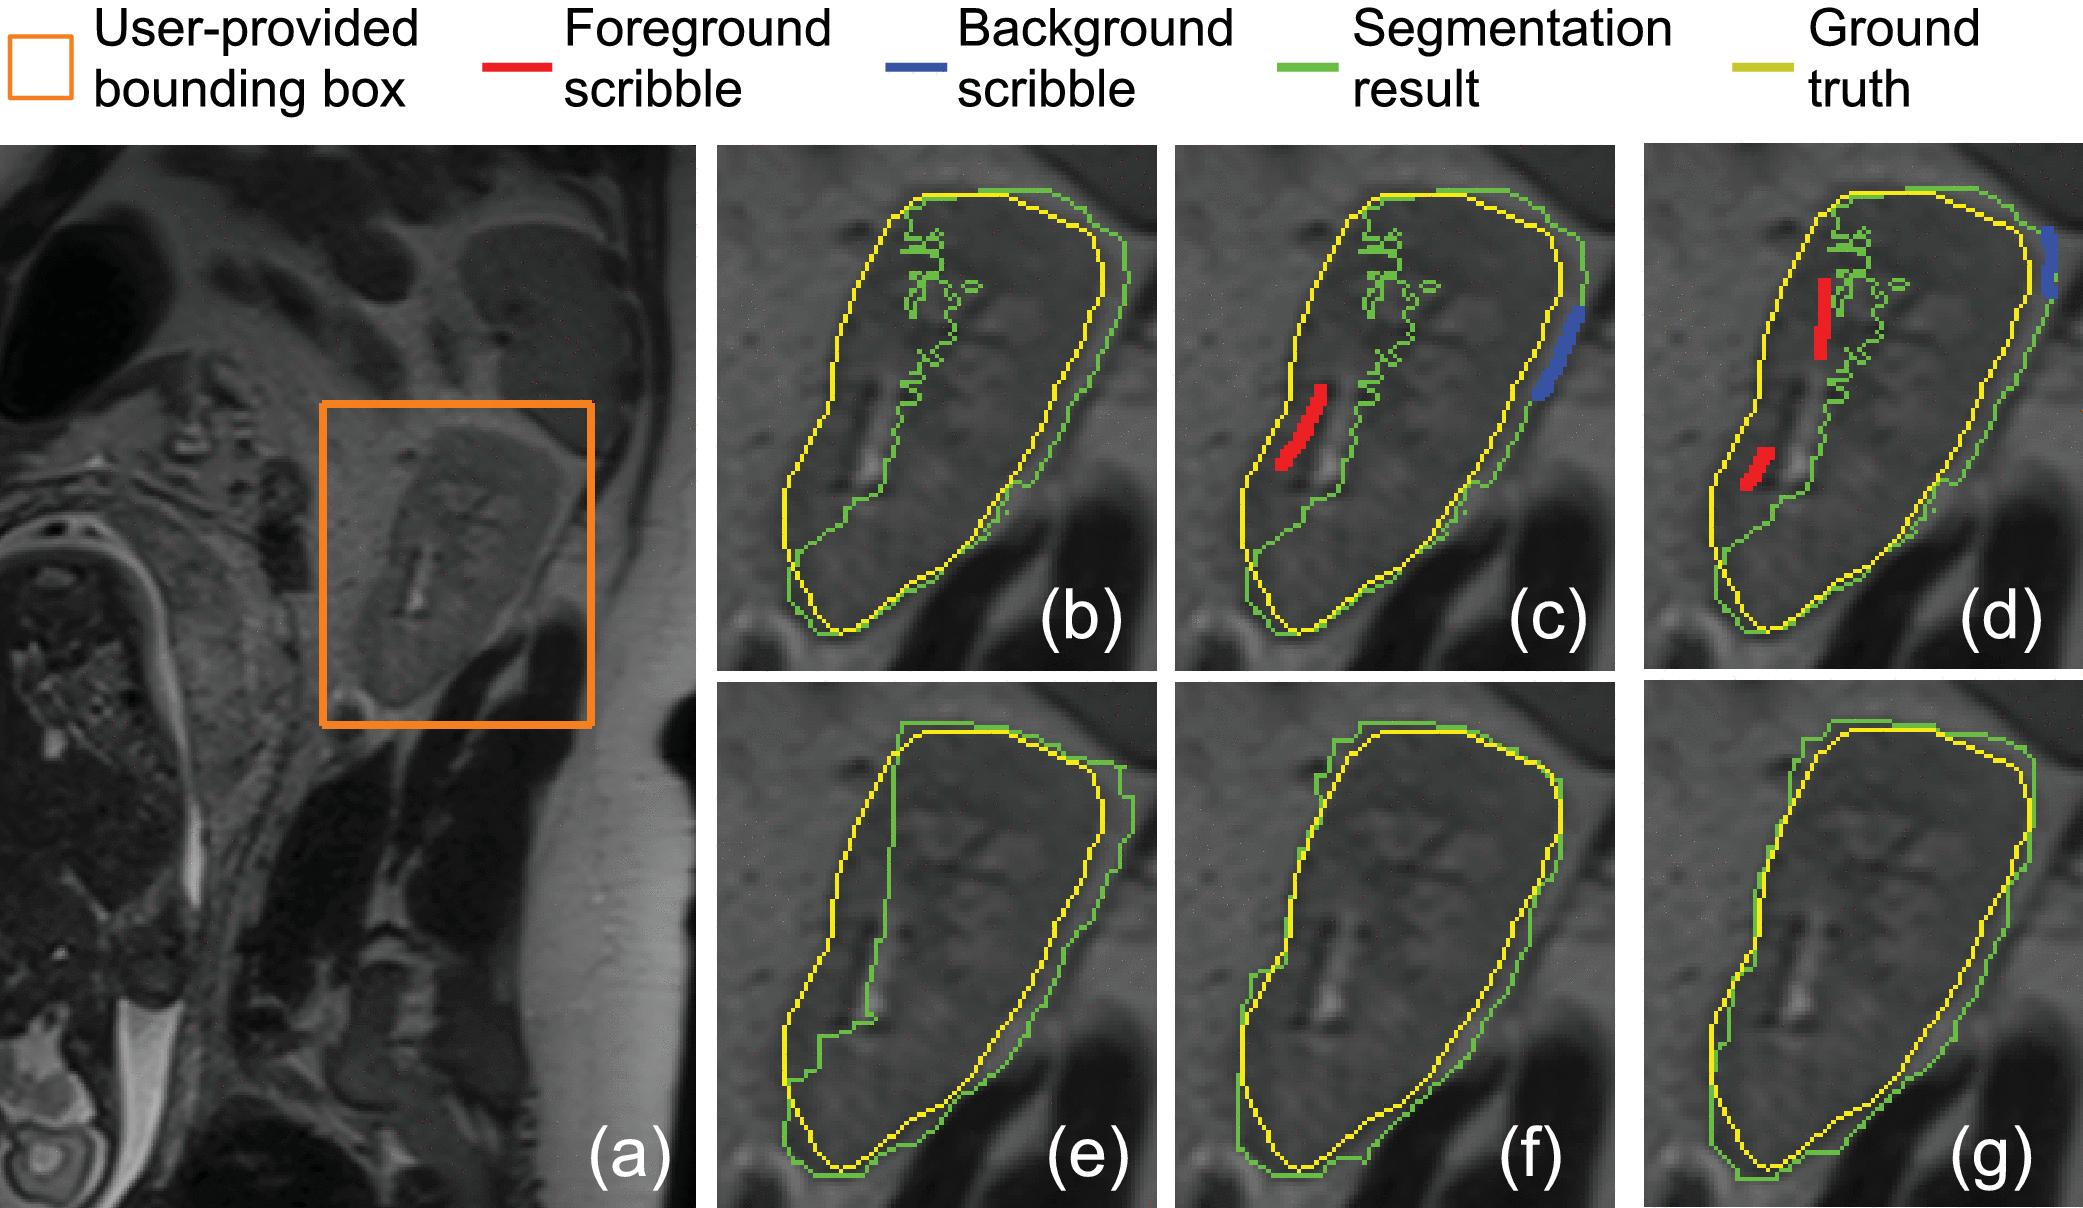 User-provided
bounding box
Foreground
scribble
Background
scribble
Segmentation
result
Ground
truth
(a)
(b)
(c)
(d)
(e)
(f)
(g)